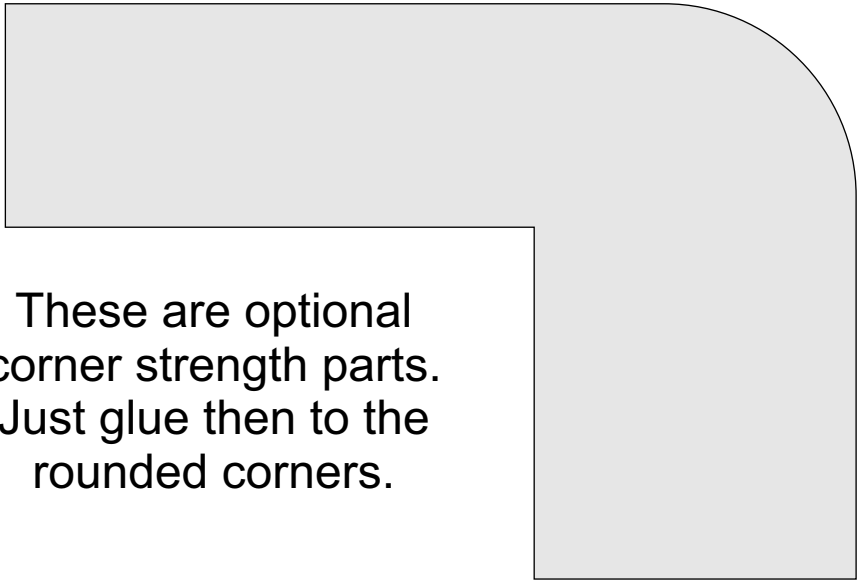 These are optional
corner strength parts.
Just glue then to the
rounded corners.